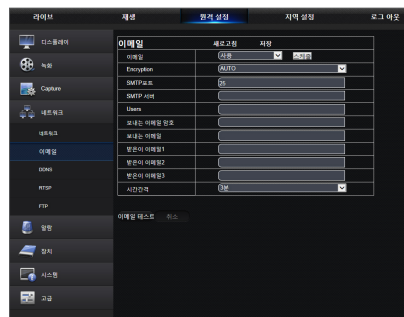 라이브 재생 원격 설정 지역 설정 로그 아웃
디스플레이
녹화
Capture
네트워크
네트워크
이메일
DDNS
RTSP
FTP
알람
장치
시스템
고급
이메일 새로고침 저장
이메일 사용 스케쥴
Encryption AUTO
SMTP포트 25
SMTP 서버
Users
보내는 이메일 암호
보내는 이메일
받은이 이메일1
받은이 이메일2
받은이 이메일3
시간간격 3분
이메일 테스트 취소